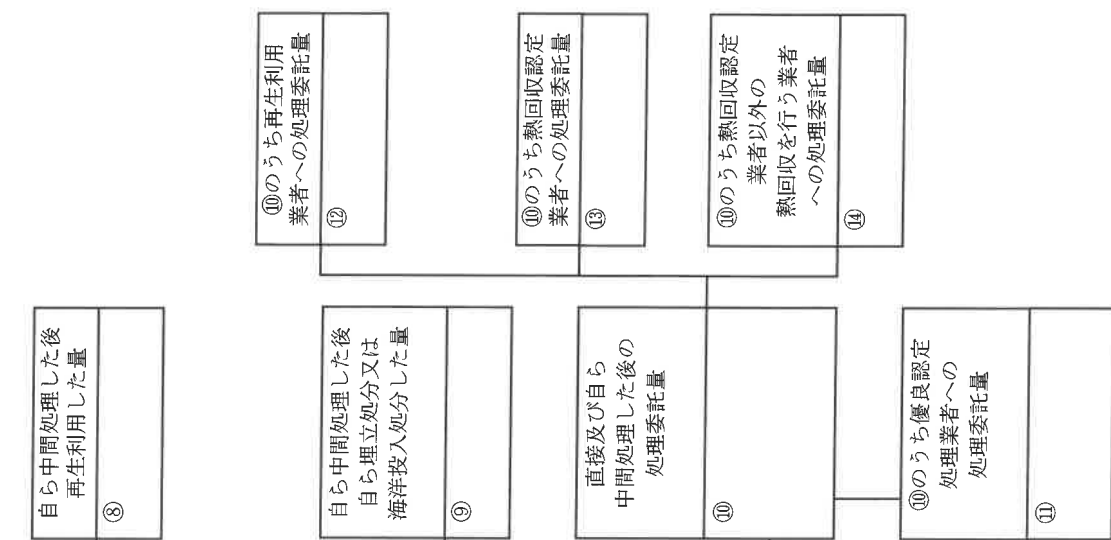 自ら中間処理した後
再生利用した量
⑧
自ら中間処理した後
自ら埋立処分又は
海洋投入処分した量
⑨
直接及び自ら
中間処理した後の
処理委託量
⑩
⑩のうち優良認定
処理業者への
処理委託量
⑪
⑩のうち再生利用
業者への処理委託量
⑫
⑩のうち熱回収認定
業者への処理委託量
⑬
⑩のうち熱回収認定
業者以外の
熱回収を行う業者
への処理委託量
⑭